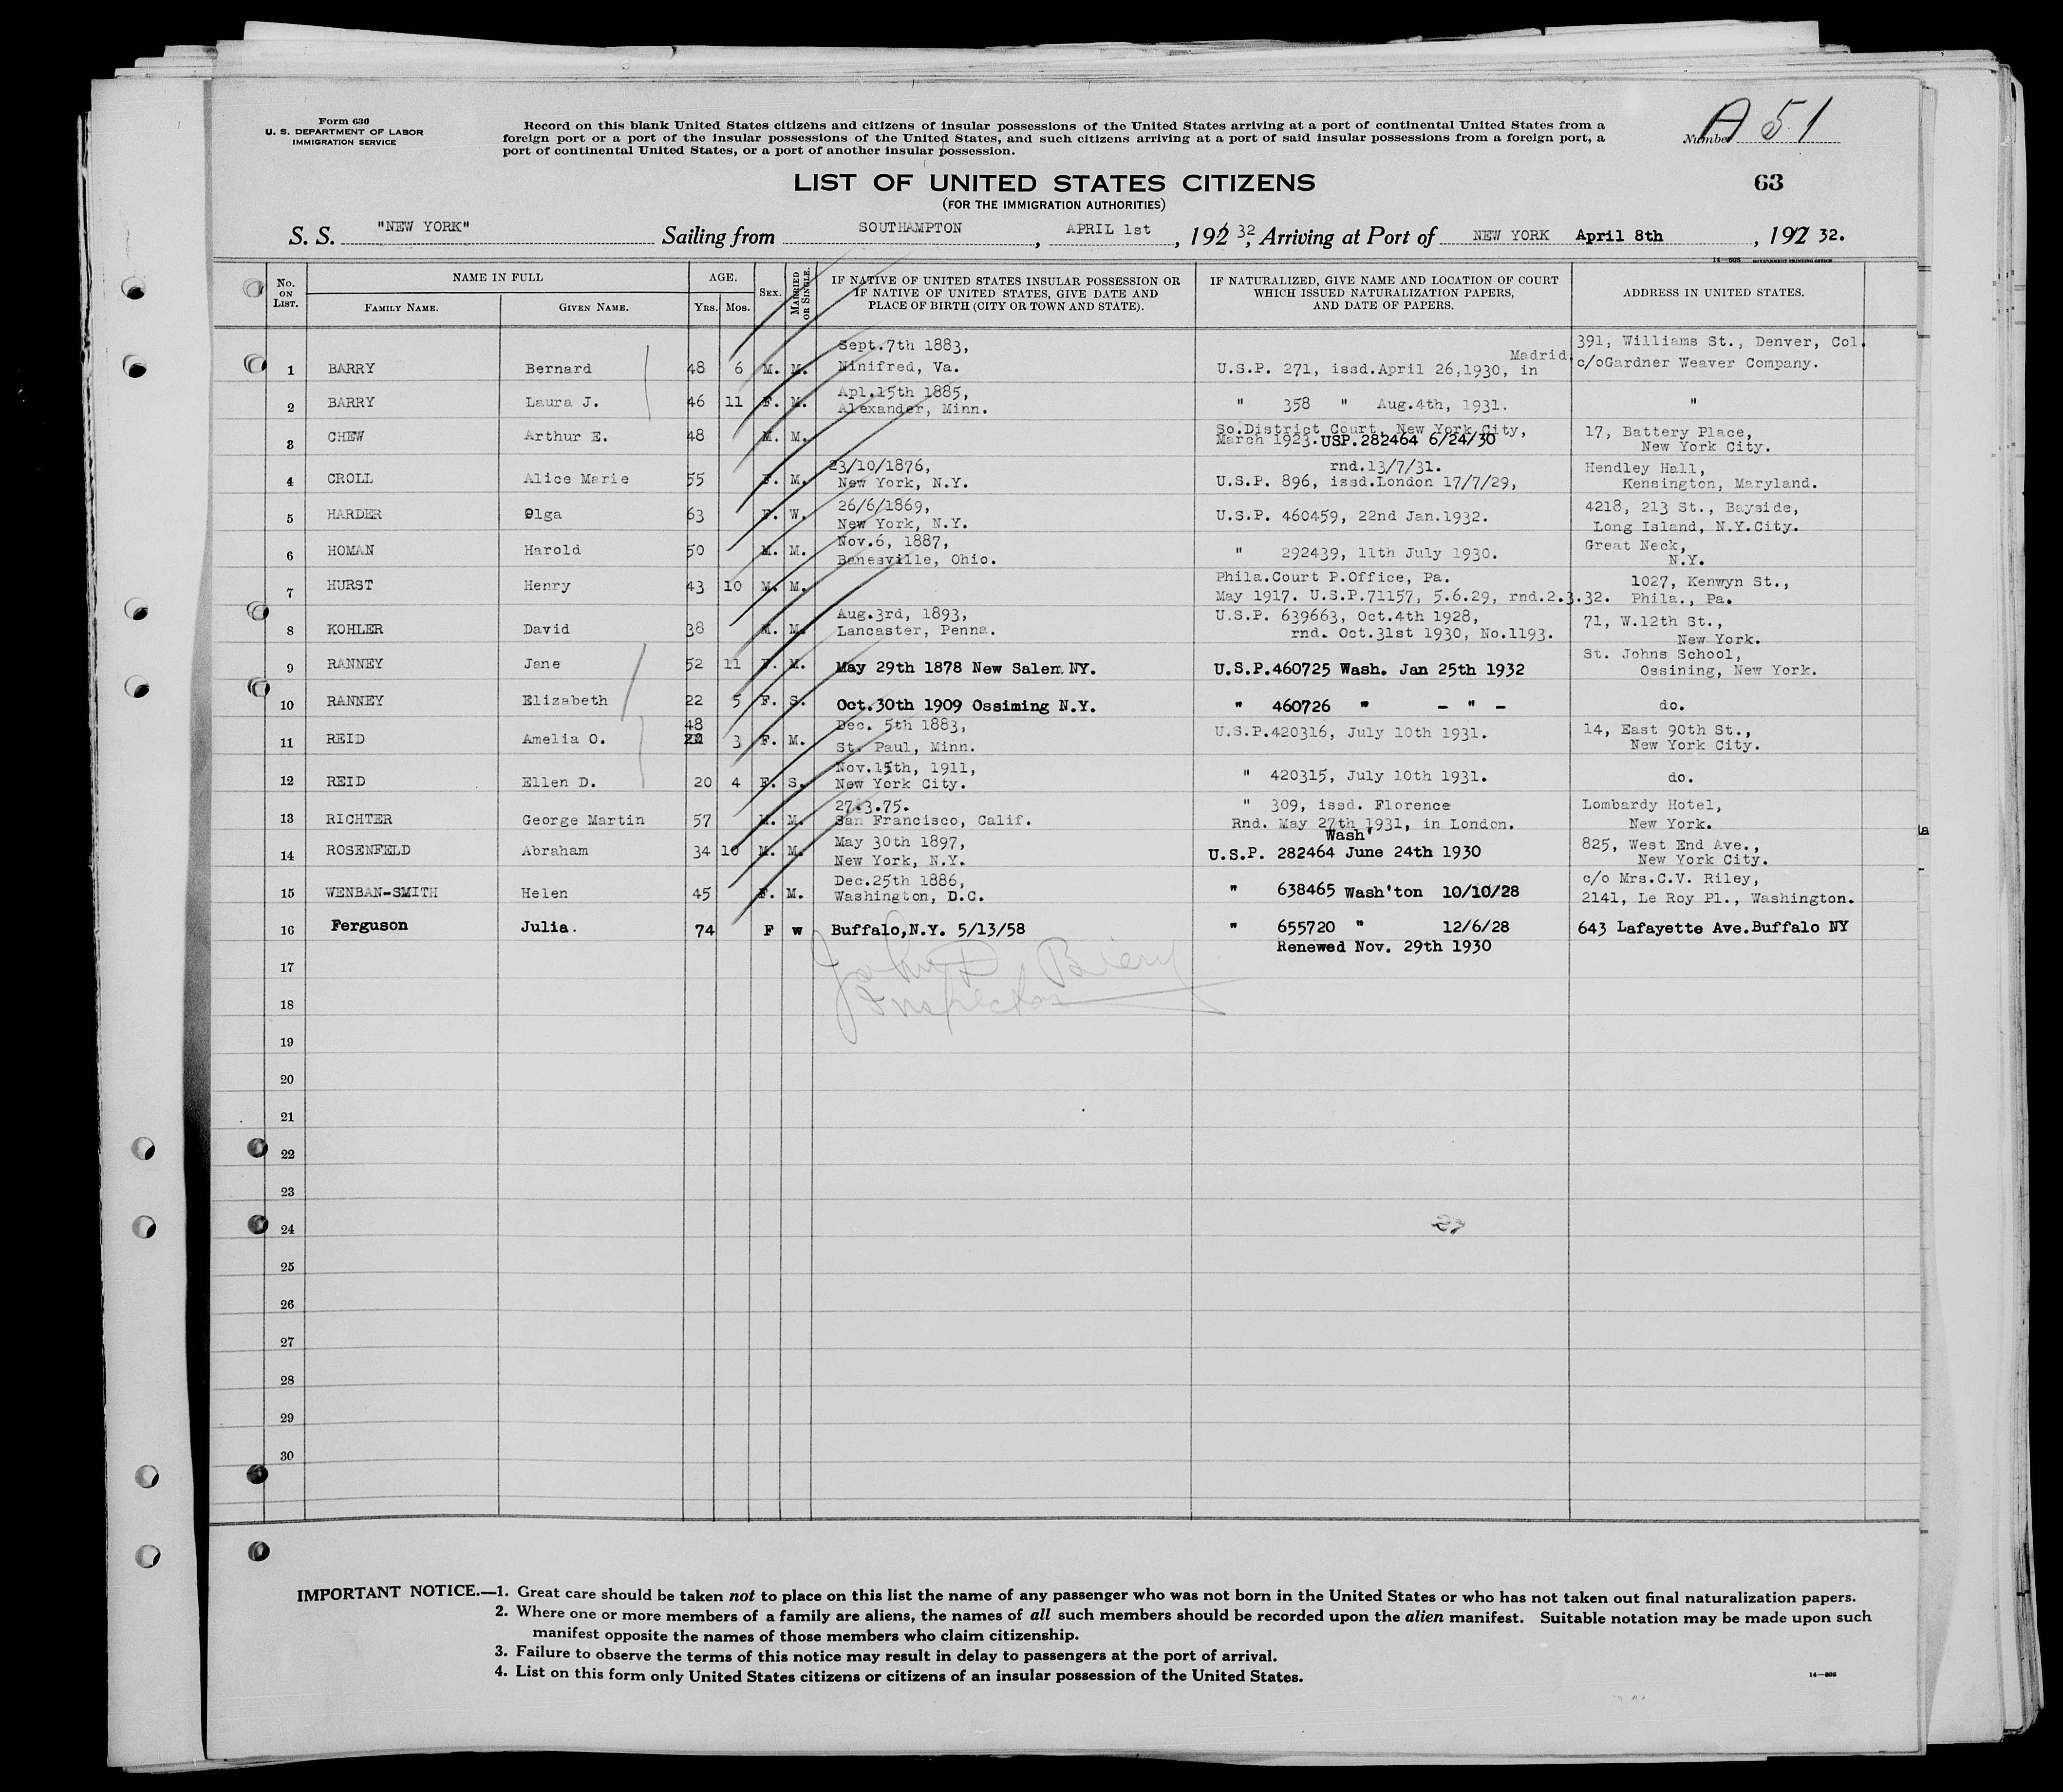 Form 630
U. S. DEPARTMENT OF LABOR
IMMIGRATION SERVICE
Record on this blank United States citizens and citizens of insular possessions of the United States arriving at a port of continental United States from a
foreign port or a port of the insular possessions of the United States, and such citizens arriving at a port of said insular possessions from a foreign port, a
port of continental United States, or a port of another insular possession.
Number A 51
LIST OF UNITED STATES CITIZENS
63
(FOR THE IMMIGRATION AUTHORITIES)
S. S. "NEW YORK" Sailing from SOUTHAMPTON, APRIL 1st, 192 32, Arriving at Port of NEW YORK April 8th, 192 32.
14—608 GOVERNMENT PRINTING OFFICE
No. ON LIST. NAME IN FULL FAMILY NAME. GIVEN NAME. AGE. YRS. MOS. SEX. MARRIED OR SINGLE. IF NATIVE OF UNITED STATES INSULAR POSSESSION OR IF NATIVE OF UNITED STATES, GIVE DATE AND PLACE OF BIRTH (CITY OR TOWN AND STATE). IF NATURALIZED, GIVE NAME AND LOCATION OF COURT WHICH ISSUED NATURALIZATION PAPERS, AND DATE OF PAPERS. ADDRESS IN UNITED STATES.
Sept.7th 1883, Madrid 391, Williams St., Denver, Col.
1 BARRY Bernard 48 6 M. M. Ninifred, Va. U.S.P. 271, issd.April 26,1930, in c/oGardner Weaver Company.
Apl.15th 1885,
2 BARRY Laura J. 46 11 F. M. Alexander, Minn. " 358 " Aug.4th, 1931. "
So.District Court, New York City,
3 CHEW Arthur E. 48 M. M. March 1923. USP.282464 6/24/30 17, Battery Place,
New York City.
23/10/1876, rnd.13/7/31. Hendley Hall,
4 CROLL Alice Marie 55 F. M. New York, N.Y. U.S.P. 896, issd.London 17/7/29, Kensington, Maryland.
26/6/1869, 4218, 213 St., Bayside,
5 HARDER Olga 63 F. W. New York, N.Y. U.S.P. 460459, 22nd Jan.1932. Long Island, N.Y.City.
Nov.6, 1887, Great Neck,
6 HOMAN Harold 50 M. M. Banesville, Ohio. " 292439, 11th July 1930. N.Y.
Phila.Court P.Office, Pa. 1027, Kenwyn St.,
7 HURST Henry 43 10 M. M. May 1917. U.S.P.71157, 5.6.29, rnd.2.3.32. Phila., Pa.
Aug.3rd, 1893, U.S.P. 639663, Oct.4th 1928, 71, W.12th St.,
8 KOHLER David 38 M. M. Lancaster, Penna. rnd. Oct.31st 1930, No.1193. New York.
St. Johns School,
9 RANNEY Jane 52 11 F. M. May 29th 1878 New Salem NY. U.S.P.460725 Wash. Jan 25th 1932 Ossining, New York.
10 RANNEY Elizabeth 22 5 F. S. Oct.30th 1909 Ossiming N.Y. " 460726 " – " – do.
48 Dec. 5th 1883, U.S.P.420316, July 10th 1931. 14, East 90th St.,
11 REID Amelia O. 3 F. M. St. Paul, Minn. New York City.
Nov.15th, 1911,
12 REID Ellen D. 20 4 F. S. New York City. " 420315, July 10th 1931. do.
27.3.75. " 309, issd. Florence Lombardy Hotel,
13 RICHTER George Martin 57 M. M. San Francisco, Calif. Rnd. May 27th 1931, in London. New York.
May 30th 1897, Wash' 825, West End Ave.,
14 ROSENFELD Abraham 34 10 M. M. New York, N.Y. U.S.P. 282464 June 24th 1930 New York City.
Dec.25th 1886, c/o Mrs.C.V. Riley,
15 WENBAN-SMITH Helen 45 F. M. Washington, D.C. " 638465 Wash'ton 10/10/28 2141, Le Roy Pl., Washington.
16 Ferguson Julia. 74 F w Buffalo,N.Y. 5/13/58 " 655720 " 12/6/28 643 Lafayette Ave.Buffalo NY
Renewed Nov. 29th 1930
17
John Inspector
18
19
20
21
22
23
24 27
25
26
27
28
29
30
IMPORTANT NOTICE.—1. Great care should be taken not to place on this list the name of any passenger who was not born in the United States or who has not taken out final naturalization papers.
2. Where one or more members of a family are aliens, the names of all such members should be recorded upon the alien manifest. Suitable notation may be made upon such
manifest opposite the names of those members who claim citizenship.
3. Failure to observe the terms of this notice may result in delay to passengers at the port of arrival.
4. List on this form only United States citizens or citizens of an insular possession of the United States.
14—608